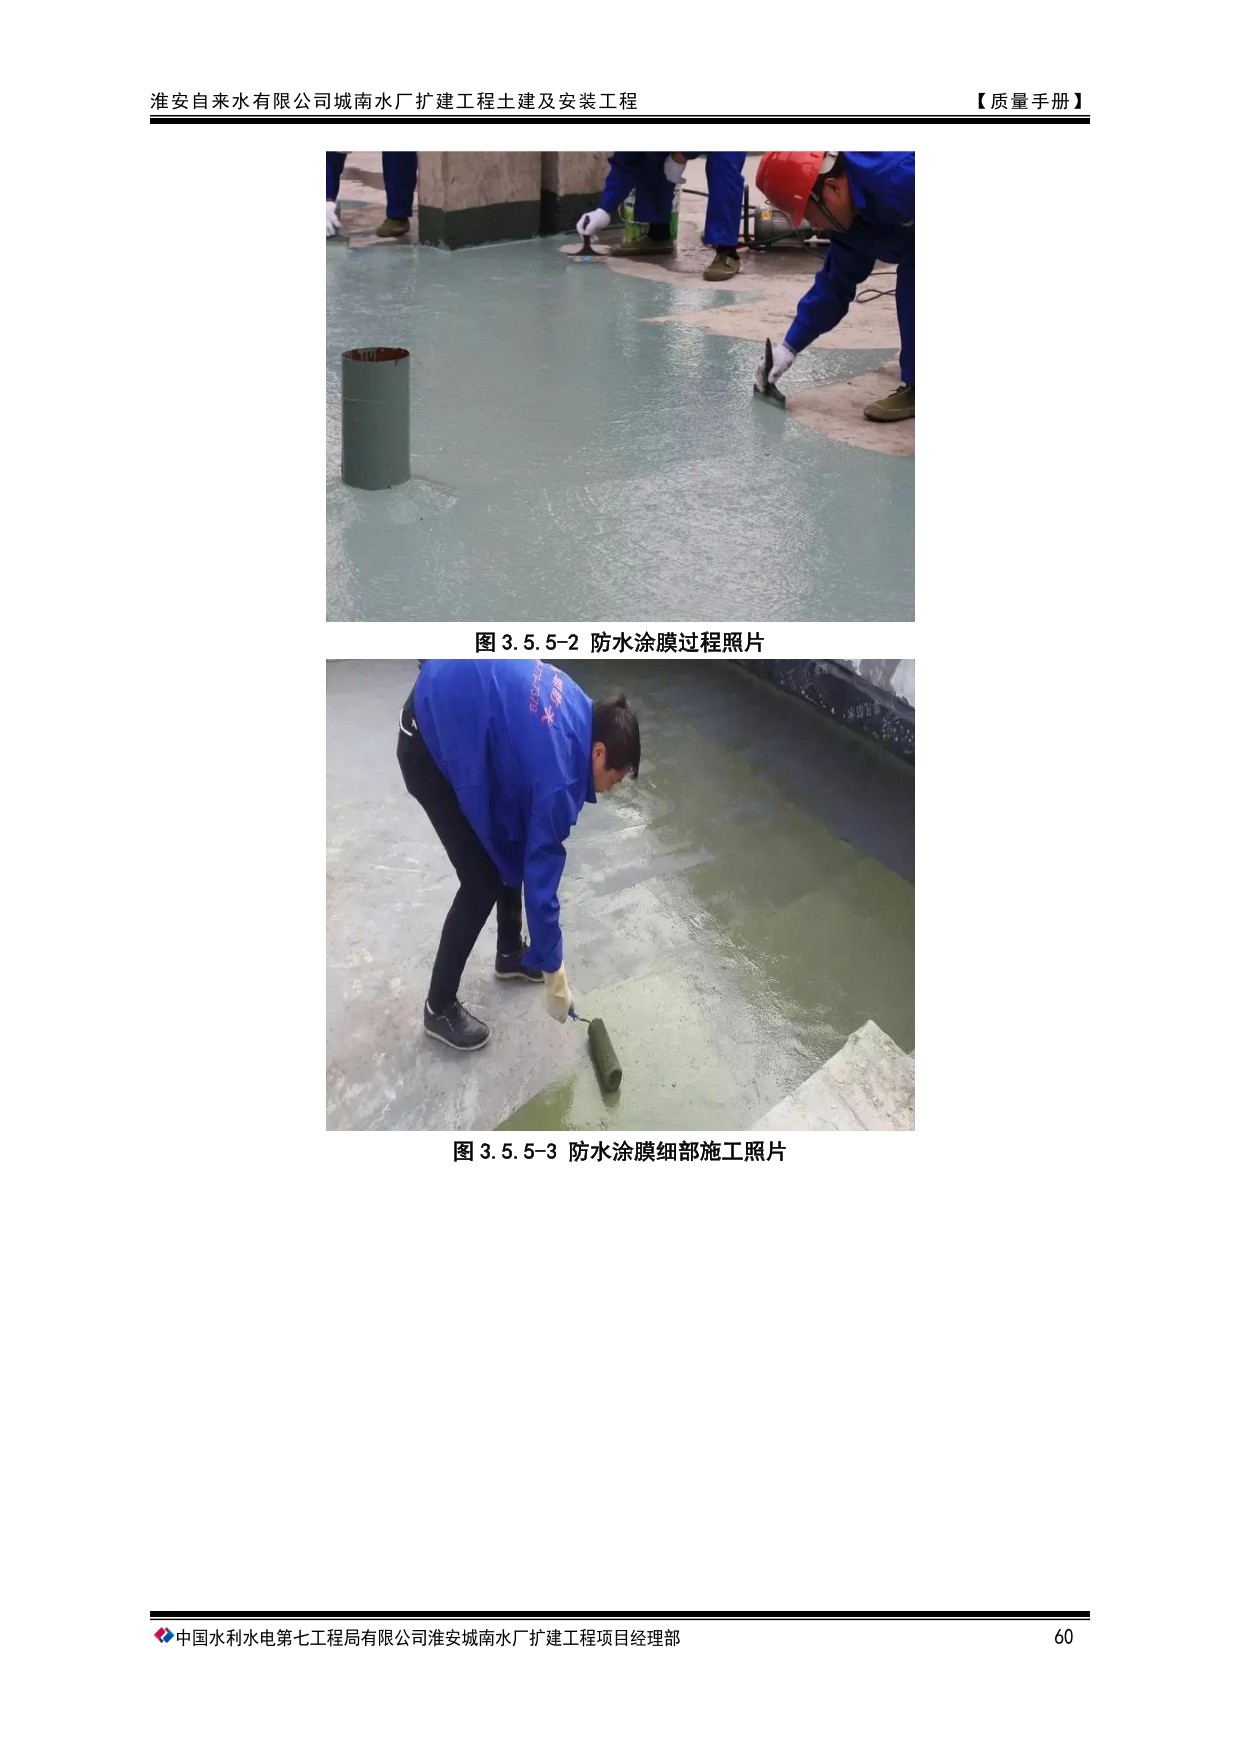 淮安自来水有限公司城南水厂扩建工程土建及安装工程 【质量手册】
图 3.5.5-2 防水涂膜过程照片
图 3.5.5-3 防水涂膜细部施工照片
中国水利水电第七工程局有限公司淮安城南水厂扩建工程项目经理部 60